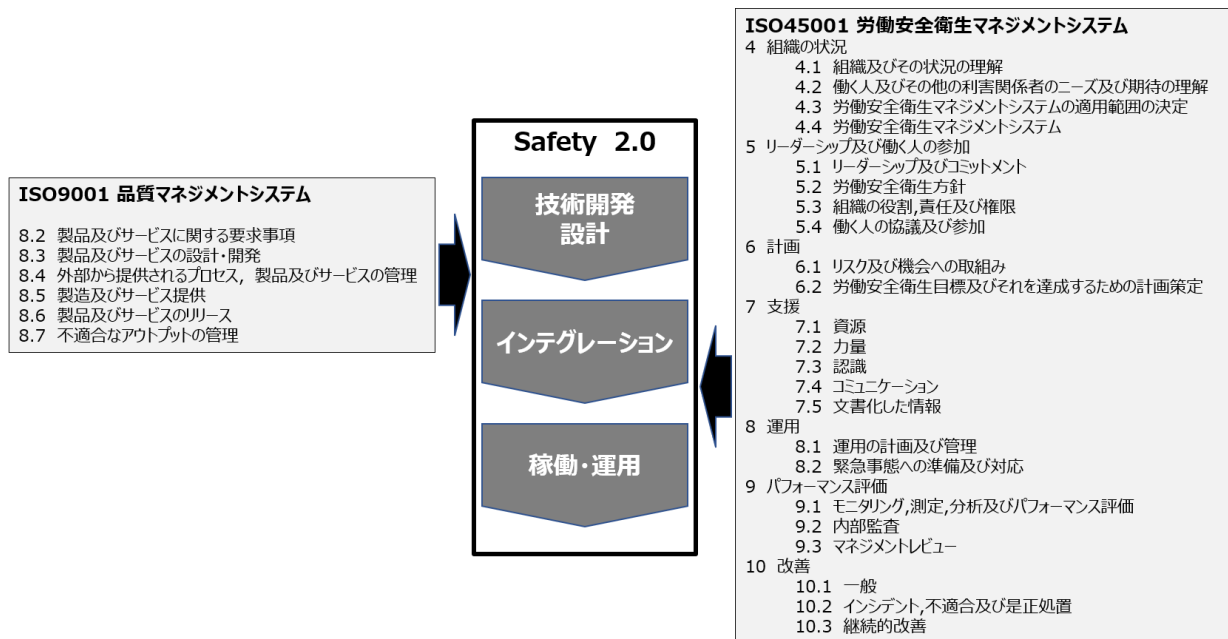 ISO9001 品質マネジメントシステム
8.2 製品及びサービスに関する要求事項
8.3 製品及びサービスの設計・開発
8.4 外部から提供されるプロセス, 製品及びサービスの管理
8.5 製造及びサービス提供
8.6 製品及びサービスのリリース
8.7 不適合なアウトプットの管理
Safety 2.0
技術開発
設計
インテグレーション
稼働・運用
ISO45001 労働安全衛生マネジメントシステム
4 組織の状況
4.1 組織及びその状況の理解
4.2 働く人及びその他の利害関係者のニーズ及び期待の理解
4.3 労働安全衛生マネジメントシステムの適用範囲の決定
4.4 労働安全衛生マネジメントシステム
5 リーダーシップ及び働く人の参加
5.1 リーダーシップ及びコミットメント
5.2 労働安全衛生方針
5.3 組織の役割,責任及び権限
5.4 働く人の協議及び参加
6 計画
6.1 リスク及び機会への取組み
6.2 労働安全衛生目標及びそれを達成するための計画策定
7 支援
7.1 資源
7.2 力量
7.3 認識
7.4 コミュニケーション
7.5 文書化した情報
8 運用
8.1 運用の計画及び管理
8.2 緊急事態への準備及び対応
9 パフォーマンス評価
9.1 モニタリング,測定,分析及びパフォーマンス評価
9.2 内部監査
9.3 マネジメントレビュー
10 改善
10.1 一般
10.2 インシデント,不適合及び是正処置
10.3 継続的改善